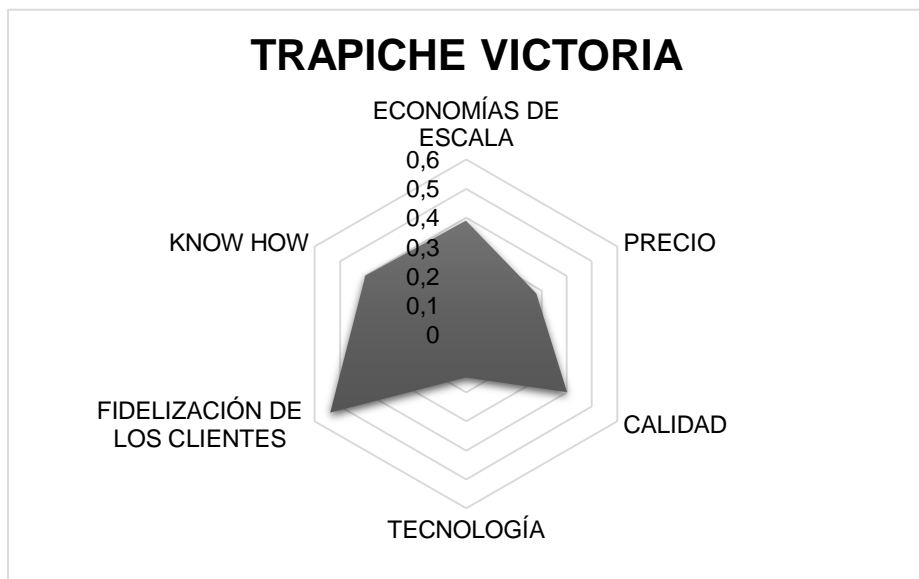 TRAPICHE VICTORIA
ECONOMÍAS DE
ESCALA
0,6
0,5
0,4
0,3
0,2
0,1
0
PRECIO
CALIDAD
TECNOLOGÍA
FIDELIZACIÓN DE
LOS CLIENTES
KNOW HOW